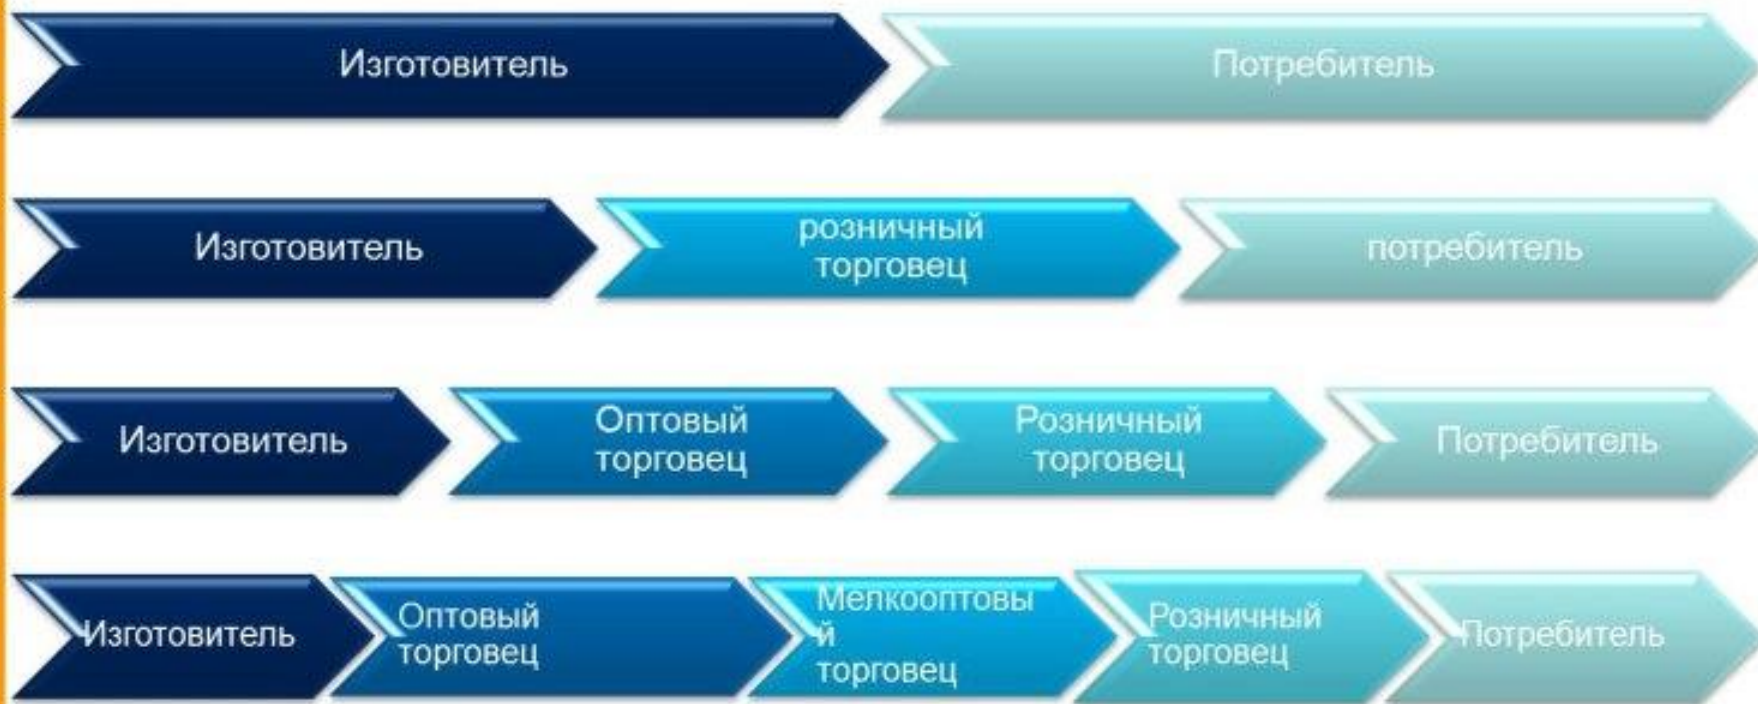 Изготовитель
Потребитель
Изготовитель
розничный
торговец
потребитель
Изготовитель
Оптовый
торговец
Розничный
торговец
Потребитель
Изготовитель
Оптовый
торговец
Мелкооптовы
й
торговец
Розничный
торговец
Потребитель